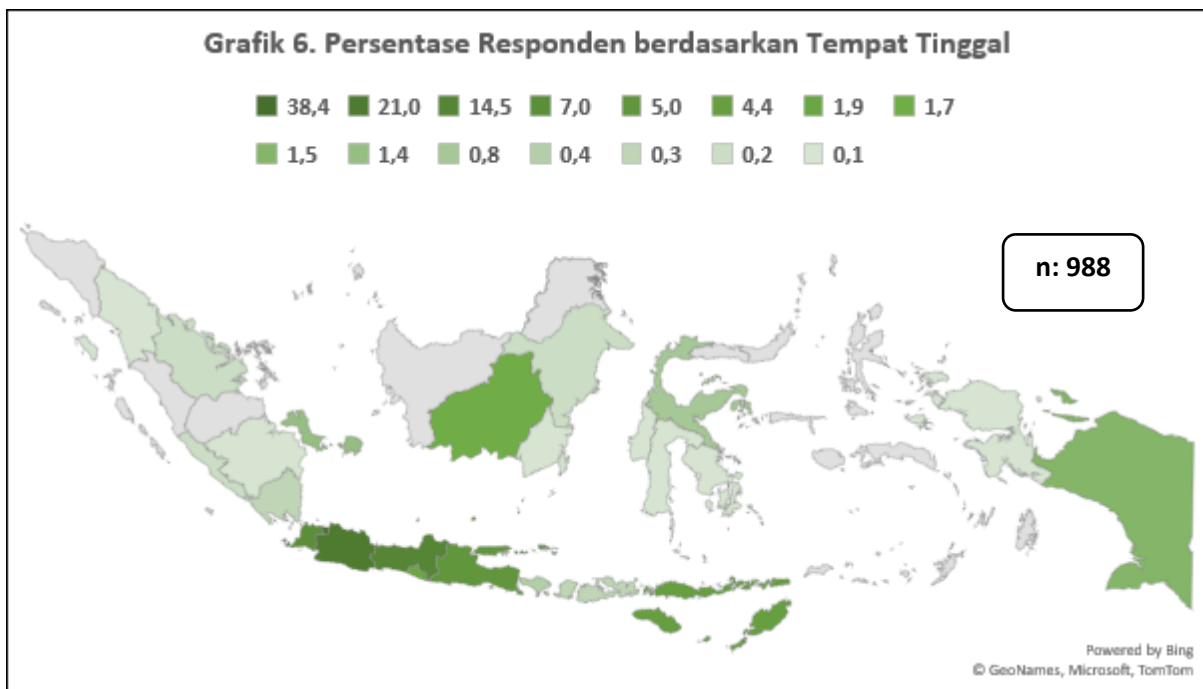 Grafik 6. Persentase Responden berdasarkan Tempat Tinggal
38,4 21,0 14,5 7,0 5,0 4,4 1,9 1,7
1,5 1,4 0,8 0,4 0,3 0,2 0,1
n: 988
Powered by Bing
© GeoNames, Microsoft, TomTom